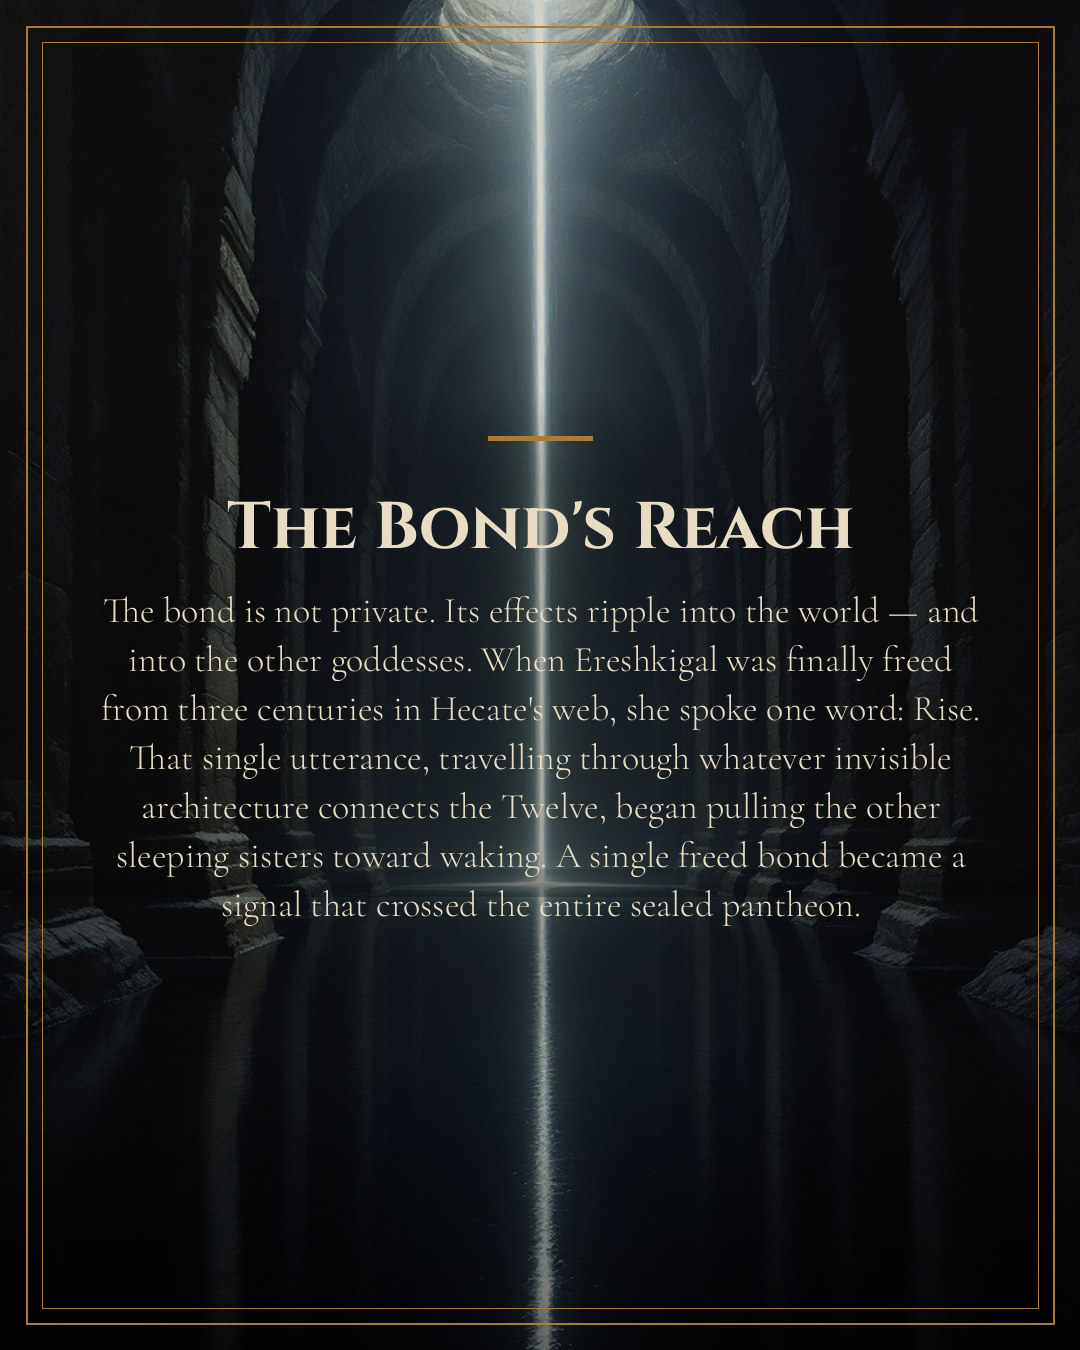 The Bond's Reach
The bond is not private. Its effects ripple into the world — and
into the other goddesses. When Ereshkigal was finally freed
from three centuries in Hecate's web, she spoke one word: Rise.
That single utterance, travelling through whatever invisible
architecture connects the Twelve, began pulling the other
sleeping sisters toward waking. A single freed bond became a
signal that crossed the entire sealed pantheon.